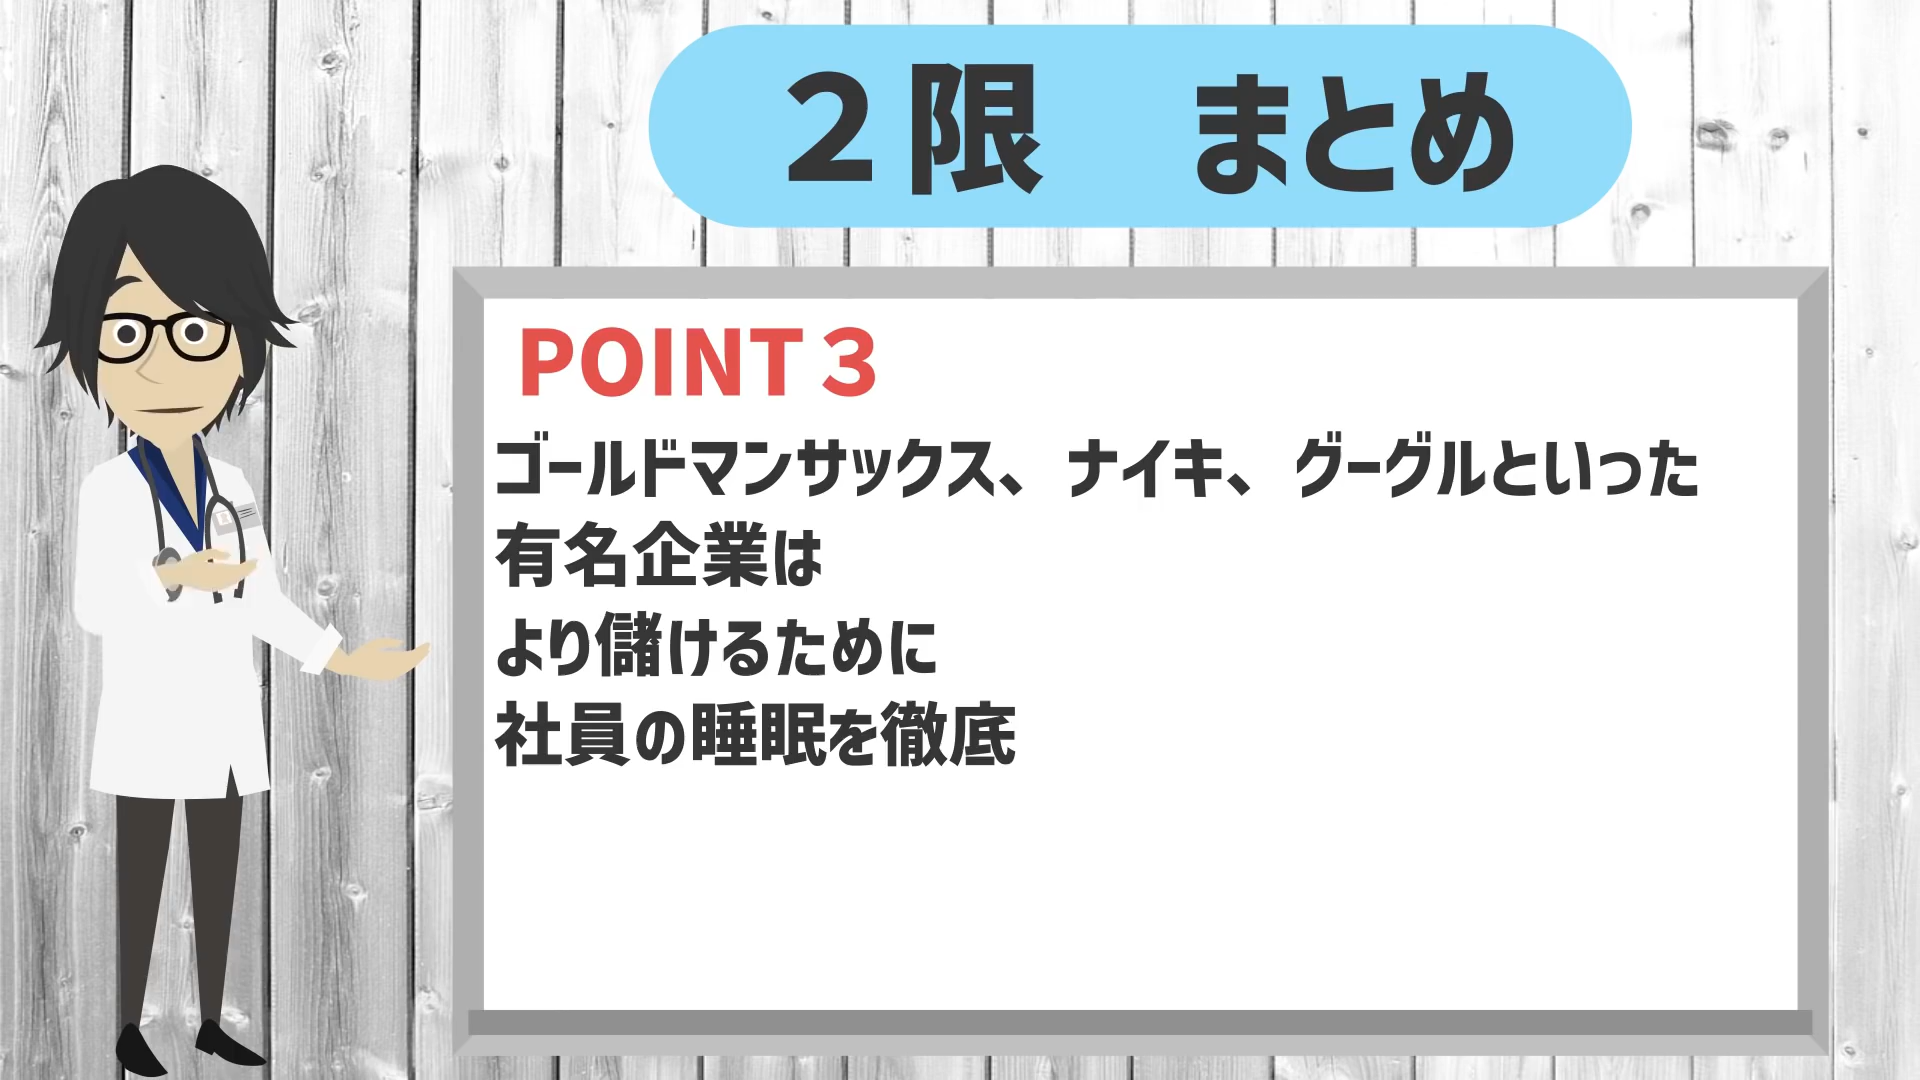 ２限　まとめ
POINT３
ゴールドマンサックス、ナイキ、グーグルといった
有名企業は
より儲けるために
社員の睡眠を徹底